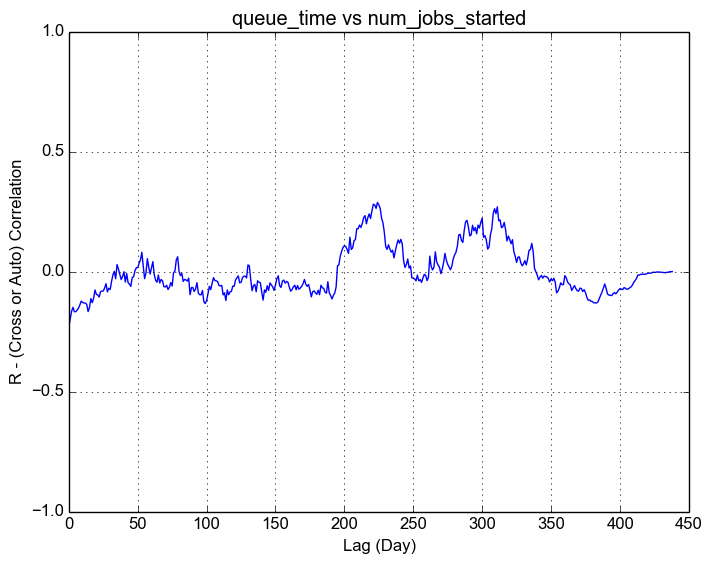 queue_time vs num_jobs_started
1.0
0.5
0.0
−0.5
−1.0
R - (Cross or Auto) Correlation
0 50 100 150 200 250 300 350 400 450
Lag (Day)